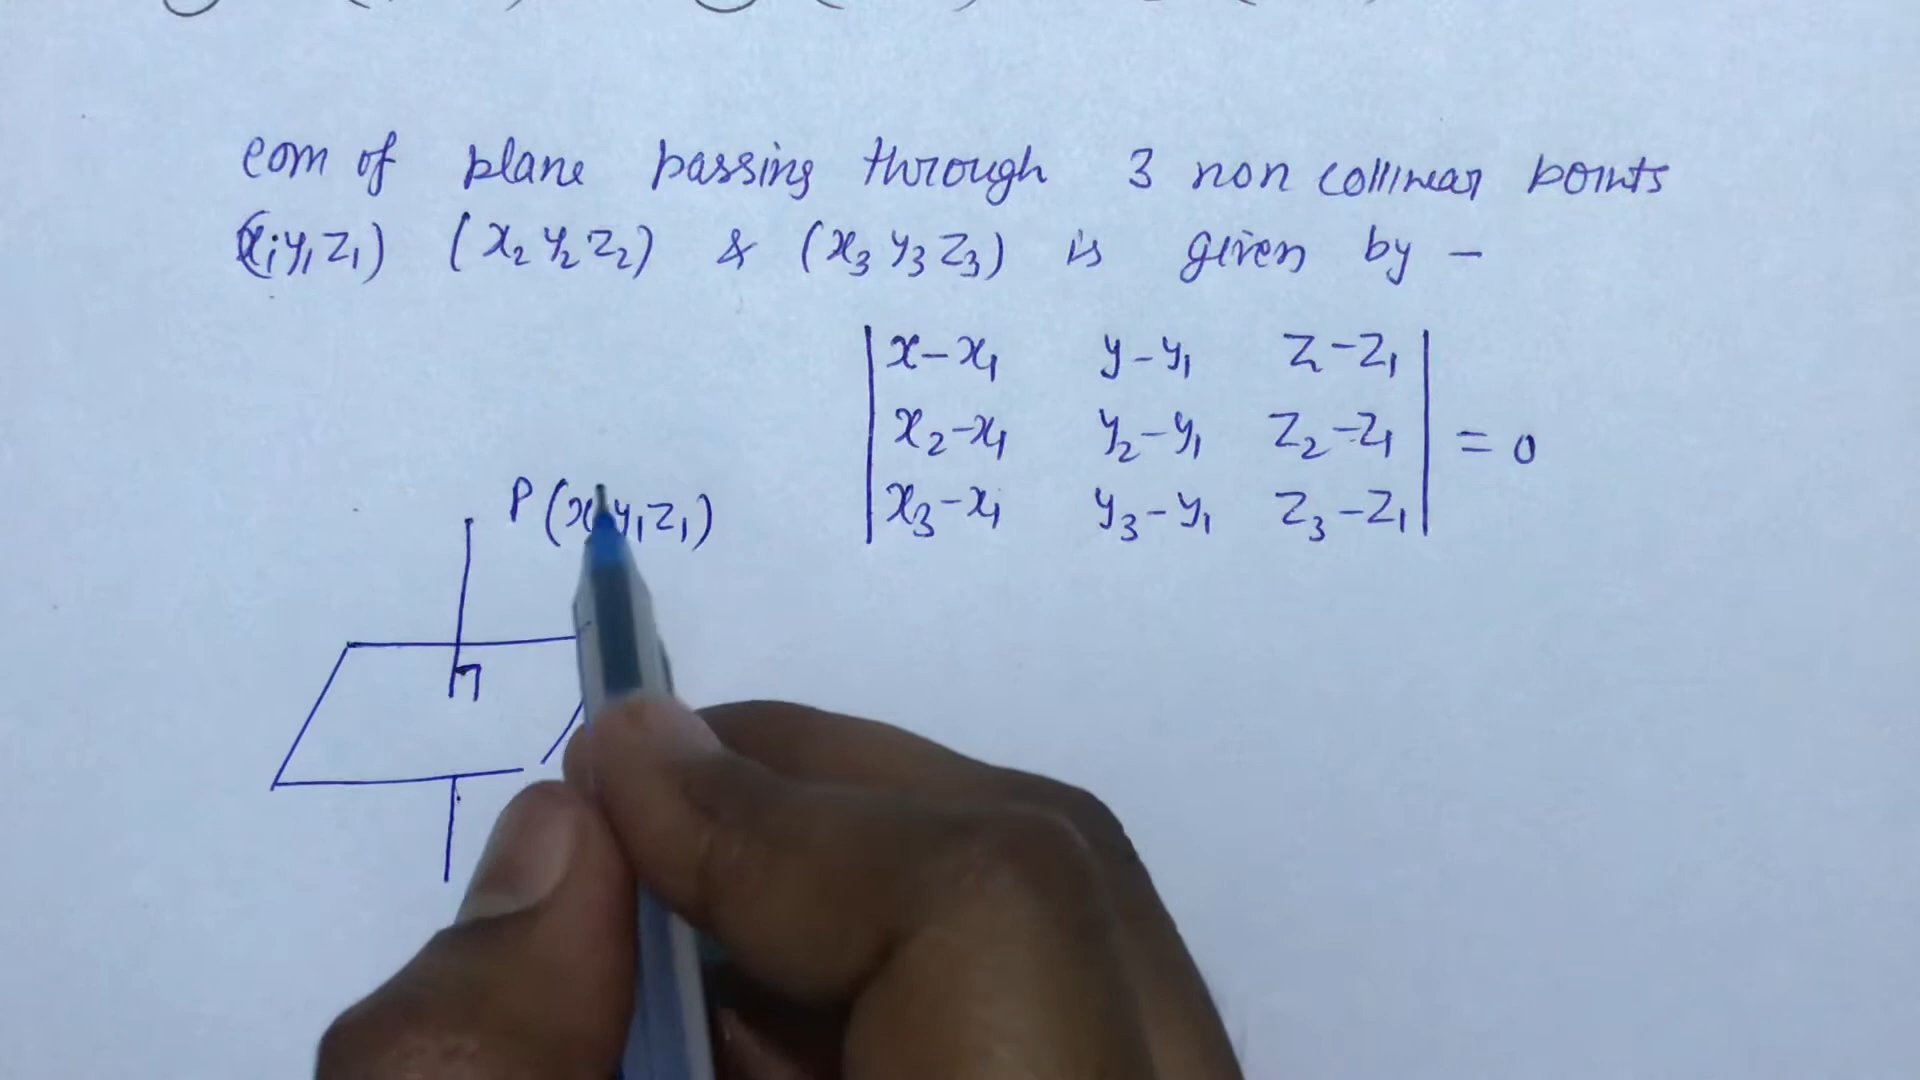 eqn of plane passing through 3 non collinear points
(x₁y₁z₁) (x₂ y₂ z₂) & (x₃ y₃ z₃) is given by –
x–x₁ y–y₁ z–z₁
x₂–x₁ y₂–y₁ z₂–z₁ = 0
P(x₁y₁z₁)
x₃–x₁ y₃–y₁ z₃–z₁